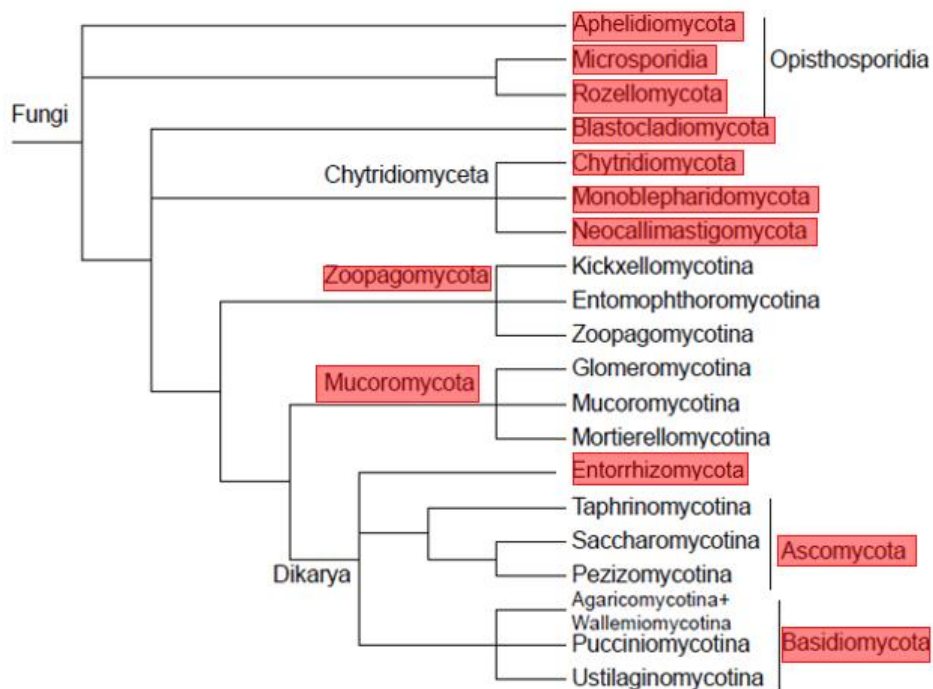 Aphelidiomycota
Microsporidia
Opisthosporidia
Rozellomycota
Fungi
Blastocladiomycota
Chytridiomycota
Chytridiomyceta
Monoblepharidomycota
Neocallimastigomycota
Zoopagomycota
Kickxellomycotina
Entomophthoromycotina
Zoopagomycotina
Glomeromycotina
Mucoromycota
Mucoromycotina
Mortierellomycotina
Entorrhizomycota
Taphrinomycotina
Saccharomycotina
Ascomycota
Dikarya
Pezizomycotina
Agaricomycotina+
Wallemiomycotina
Pucciniomycotina
Basidiomycota
Ustilaginomycotina